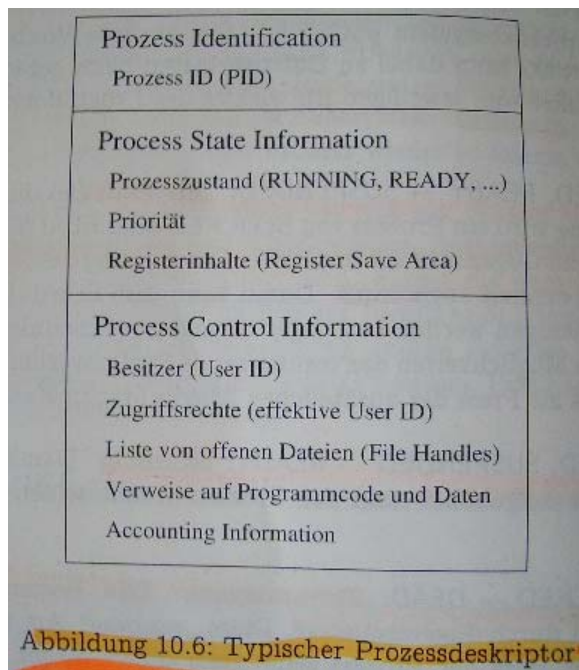 Prozess Identification
Prozess ID (PID)
Process State Information
Prozesszustand (RUNNING, READY, ...)
Priorität
Registerinhalte (Register Save Area)
Process Control Information
Besitzer (User ID)
Zugriffsrechte (effektive User ID)
Liste von offenen Dateien (File Handles)
Verweise auf Programmcode und Daten
Accounting Information
Abbildung 10.6: Typischer Prozessdeskriptor